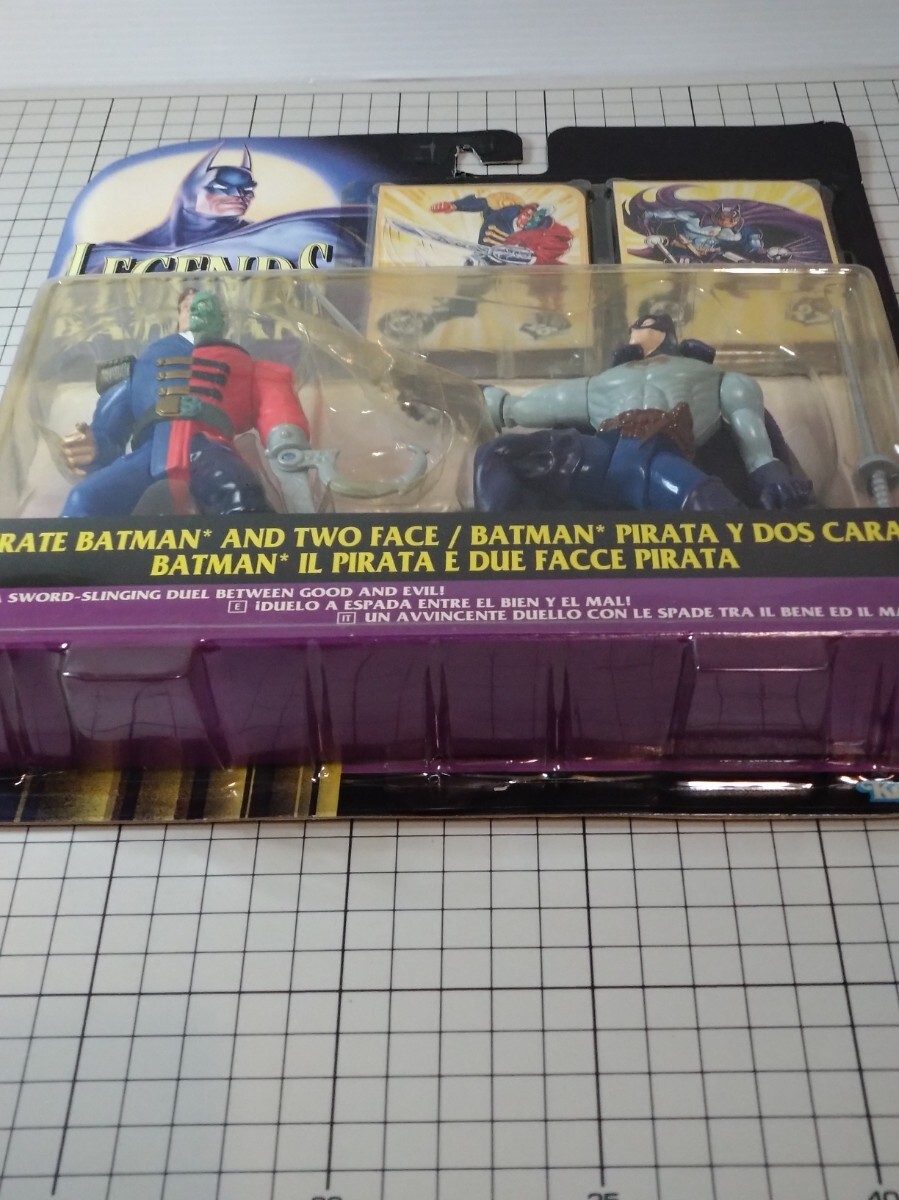 LEGENDS
RATE BATMAN* AND TWO FACE / BATMAN* PIRATA Y DOS CARA
BATMAN* IL PIRATA E DUE FACCE PIRATA
A SWORD-SLINGING DUEL BETWEEN GOOD AND EVIL!
E ¡DUELO A ESPADA ENTRE EL BIEN Y EL MAL!
IT UN AVVINCENTE DUELLO CON LE SPADE TRA IL BENE ED IL MA